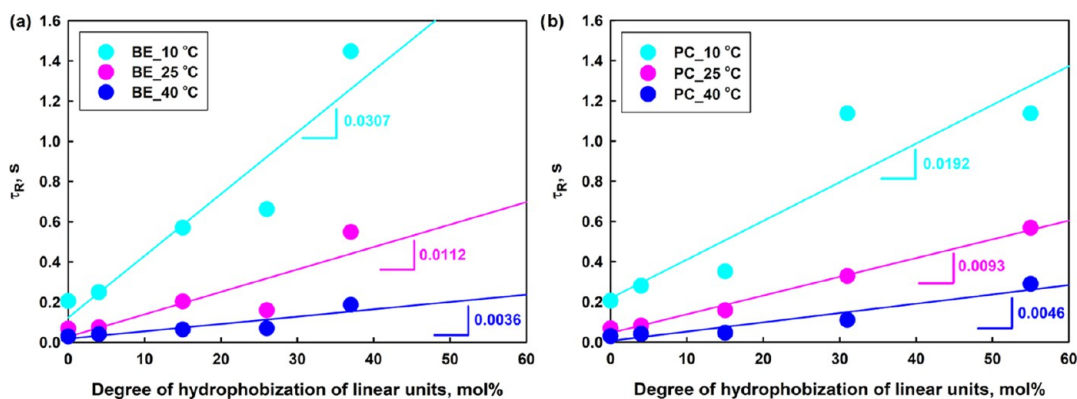 (a)
1.6
1.4
1.2
1.0
0.8
0.6
0.4
0.2
0.0
τR, s
BE_10 °C
BE_25 °C
BE_40 °C
0.0307
0.0112
0.0036
0 10 20 30 40 50 60
Degree of hydrophobization of linear units, mol%
(b)
1.6
1.4
1.2
1.0
0.8
0.6
0.4
0.2
0.0
τR, s
PC_10 °C
PC_25 °C
PC_40 °C
0.0192
0.0093
0.0046
0 10 20 30 40 50 60
Degree of hydrophobization of linear units, mol%